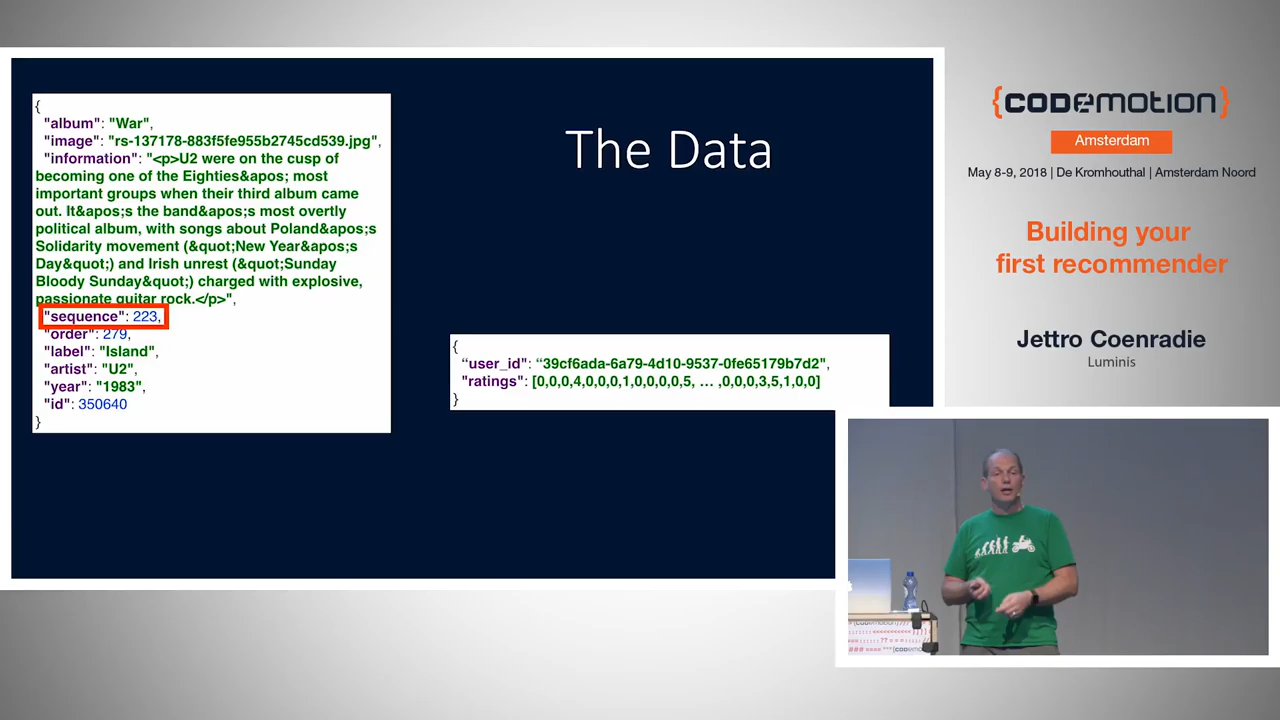 {
"album": "War",
"image": "rs-137178-883f5fe955b2745cd539.jpg",
"information": "<p>U2 were on the cusp of
becoming one of the Eighties&apos; most
important groups when their third album came
out. It&apos;s the band&apos;s most overtly
political album, with songs about Poland&apos;s
Solidarity movement (&quot;New Year&apos;s
Day&quot;) and Irish unrest (&quot;Sunday
Bloody Sunday&quot;) charged with explosive,
passionate guitar rock.</p>",
"sequence": 223,
"order": 279,
"label": "Island",
"artist": "U2",
"year": "1983",
"id": 350640
}
The Data
{
"user_id": “39cf6ada-6a79-4d10-9537-0fe65179b7d2”,
"ratings": [0,0,0,4,0,0,0,1,0,0,0,0,5, … ,0,0,0,3,5,1,0,0]
}
{CODEMOTION}
Amsterdam
May 8-9, 2018 | De Kromhouthal | Amsterdam Noord
Building your
first recommender
Jettro Coenradie
Luminis